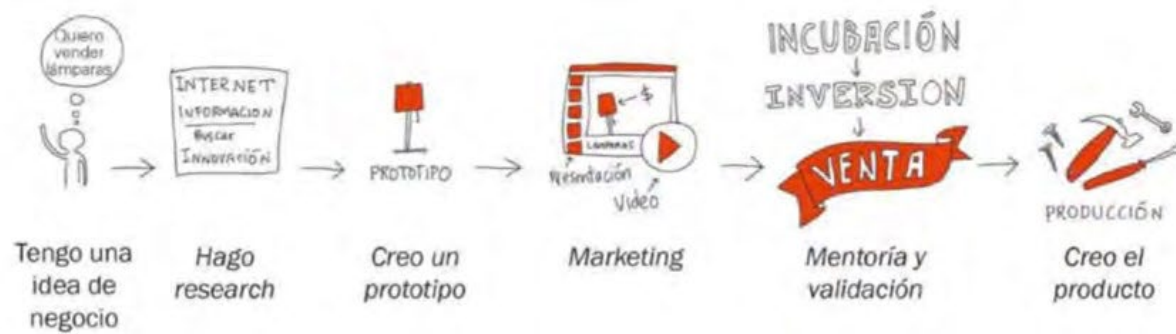 Quiero
vender
lámparas
INTERNET
INFORMACION
BUSCAR
INNOVACIÓN
PROTOTIPO
$
LÁMPARAS
Presentación
Video
INCUBACIÓN
INVERSION
VENTA
PRODUCCIÓN
Tengo una
idea de
negocio
Hago
research
Creo un
prototipo
Marketing
Mentoría y
validación
Creo el
producto